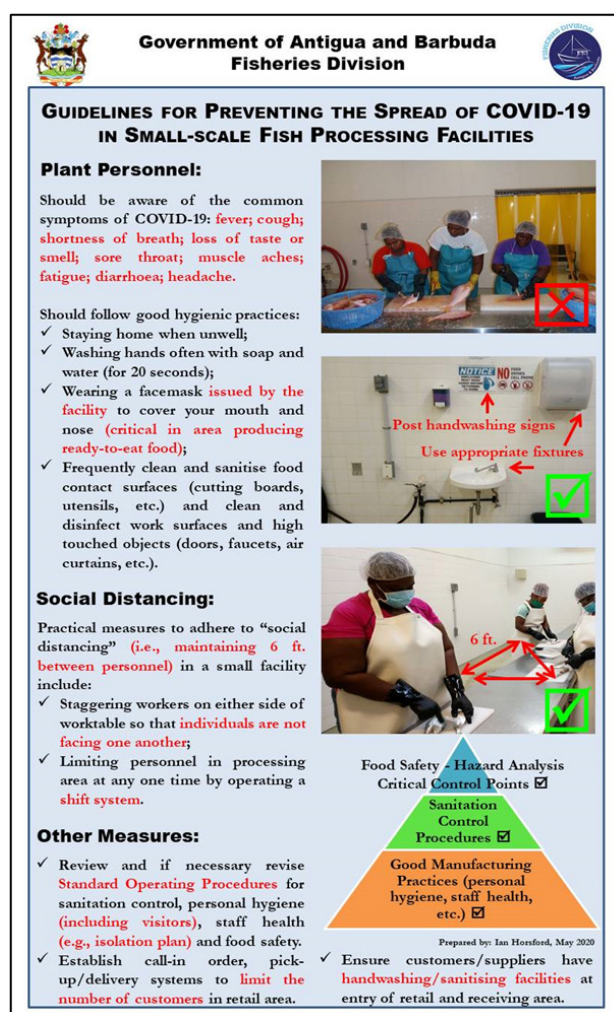 Government of Antigua and Barbuda
Fisheries Division
FISHERIES DIVISION
GUIDELINES FOR PREVENTING THE SPREAD OF COVID-19
IN SMALL-SCALE FISH PROCESSING FACILITIES
Plant Personnel:
Should be aware of the common
symptoms of COVID-19: fever; cough;
shortness of breath; loss of taste or
smell; sore throat; muscle aches;
fatigue; diarrhoea; headache.
Should follow good hygienic practices:
✓ Staying home when unwell;
✓ Washing hands often with soap and
water (for 20 seconds);
✓ Wearing a facemask issued by the
facility to cover your mouth and
nose (critical in area producing
ready-to-eat food);
✓ Frequently clean and sanitise food
contact surfaces (cutting boards,
utensils, etc.) and clean and
disinfect work surfaces and high
touched objects (doors, faucets, air
curtains, etc.).
NOTICE
NO
Post handwashing signs
Use appropriate fixtures
Social Distancing:
Practical measures to adhere to “social
distancing” (i.e., maintaining 6 ft.
between personnel) in a small facility
include:
✓ Staggering workers on either side of
worktable so that individuals are not
facing one another;
✓ Limiting personnel in processing
area at any one time by operating a
shift system.
6 ft.
Food Safety - Hazard Analysis
Critical Control Points ☑
Sanitation
Control
Procedures ☑
Good Manufacturing
Practices (personal
hygiene, staff health,
etc.) ☑
Other Measures:
✓ Review and if necessary revise
Standard Operating Procedures for
sanitation control, personal hygiene
(including visitors), staff health
(e.g., isolation plan) and food safety.
✓ Establish call-in order, pick-
up/delivery systems to limit the
number of customers in retail area.
Prepared by: Ian Horsford, May 2020
✓ Ensure customers/suppliers have
handwashing/sanitising facilities at
entry of retail and receiving area.